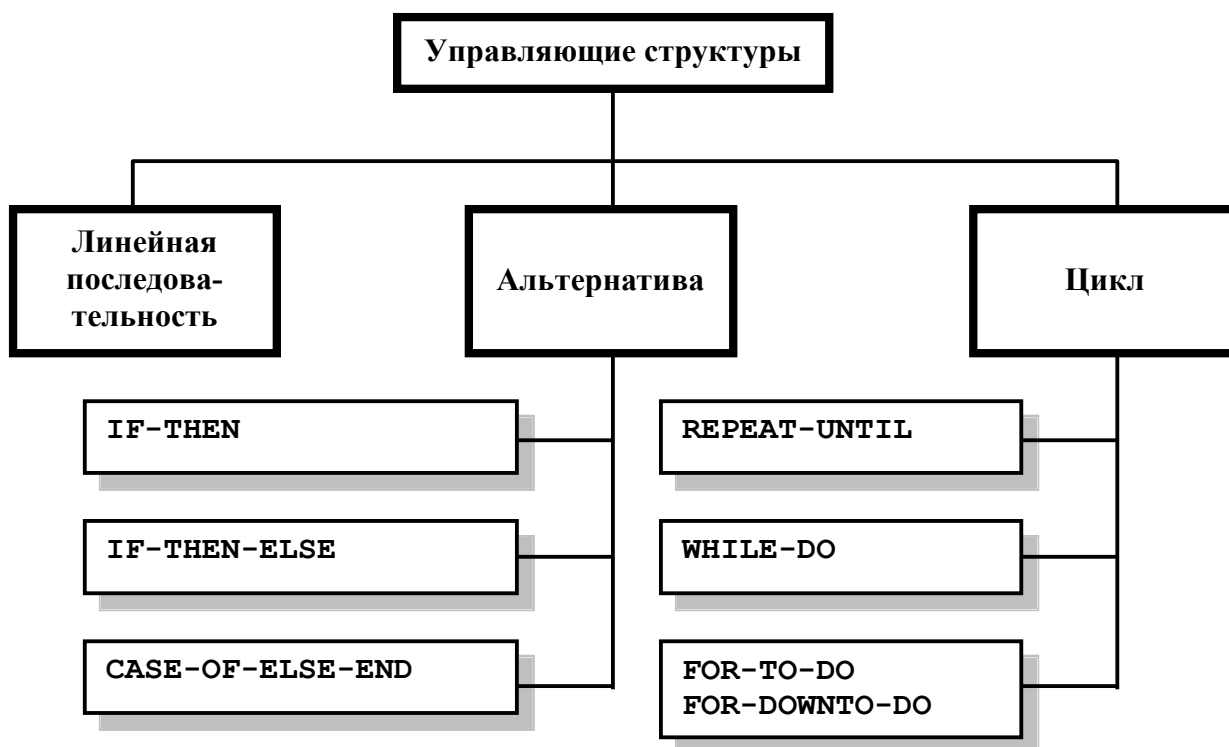 Управляющие структуры
Линейная
последова-
тельность
Альтернатива
Цикл
IF-THEN
REPEAT-UNTIL
IF-THEN-ELSE
WHILE-DO
CASE-OF-ELSE-END
FOR-TO-DO
FOR-DOWNTO-DO